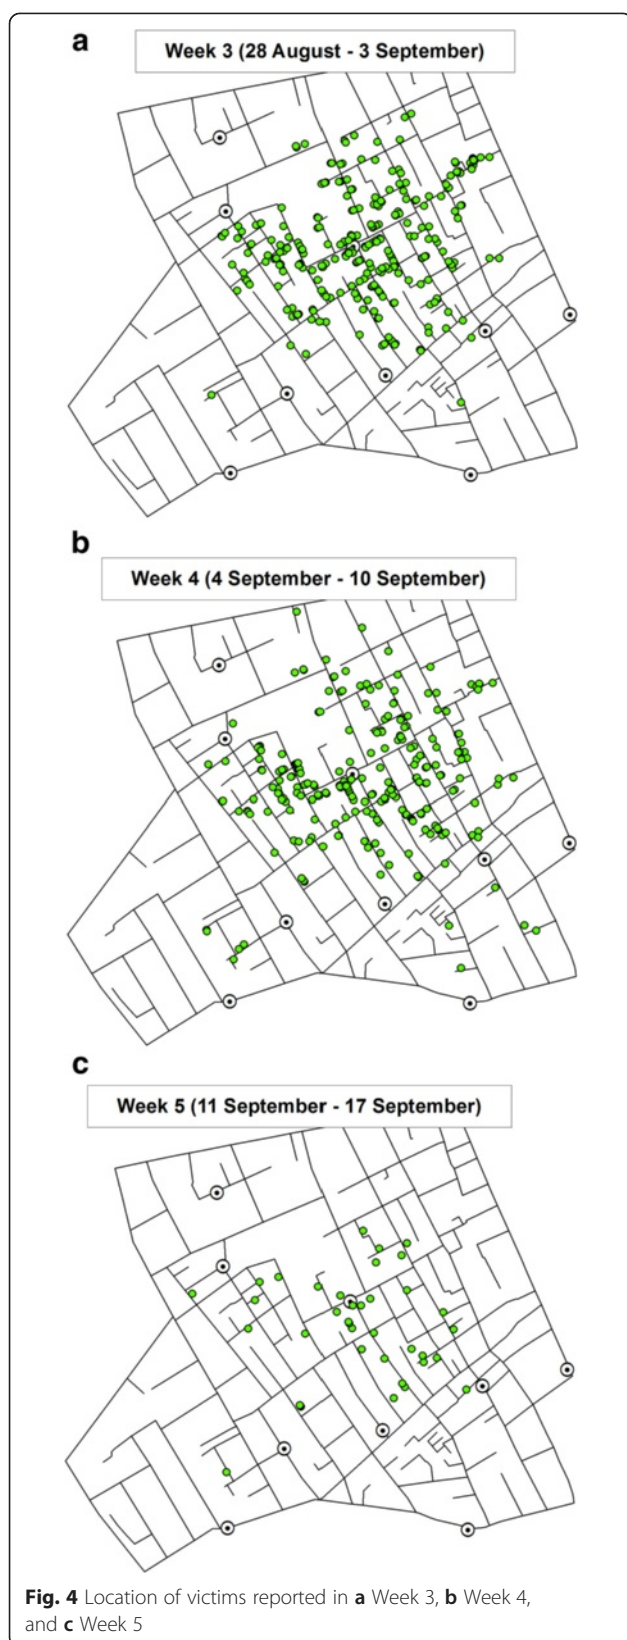 a
Week 3 (28 August - 3 September)
b
Week 4 (4 September - 10 September)
c
Week 5 (11 September - 17 September)
Fig. 4 Location of victims reported in a Week 3, b Week 4,
and c Week 5